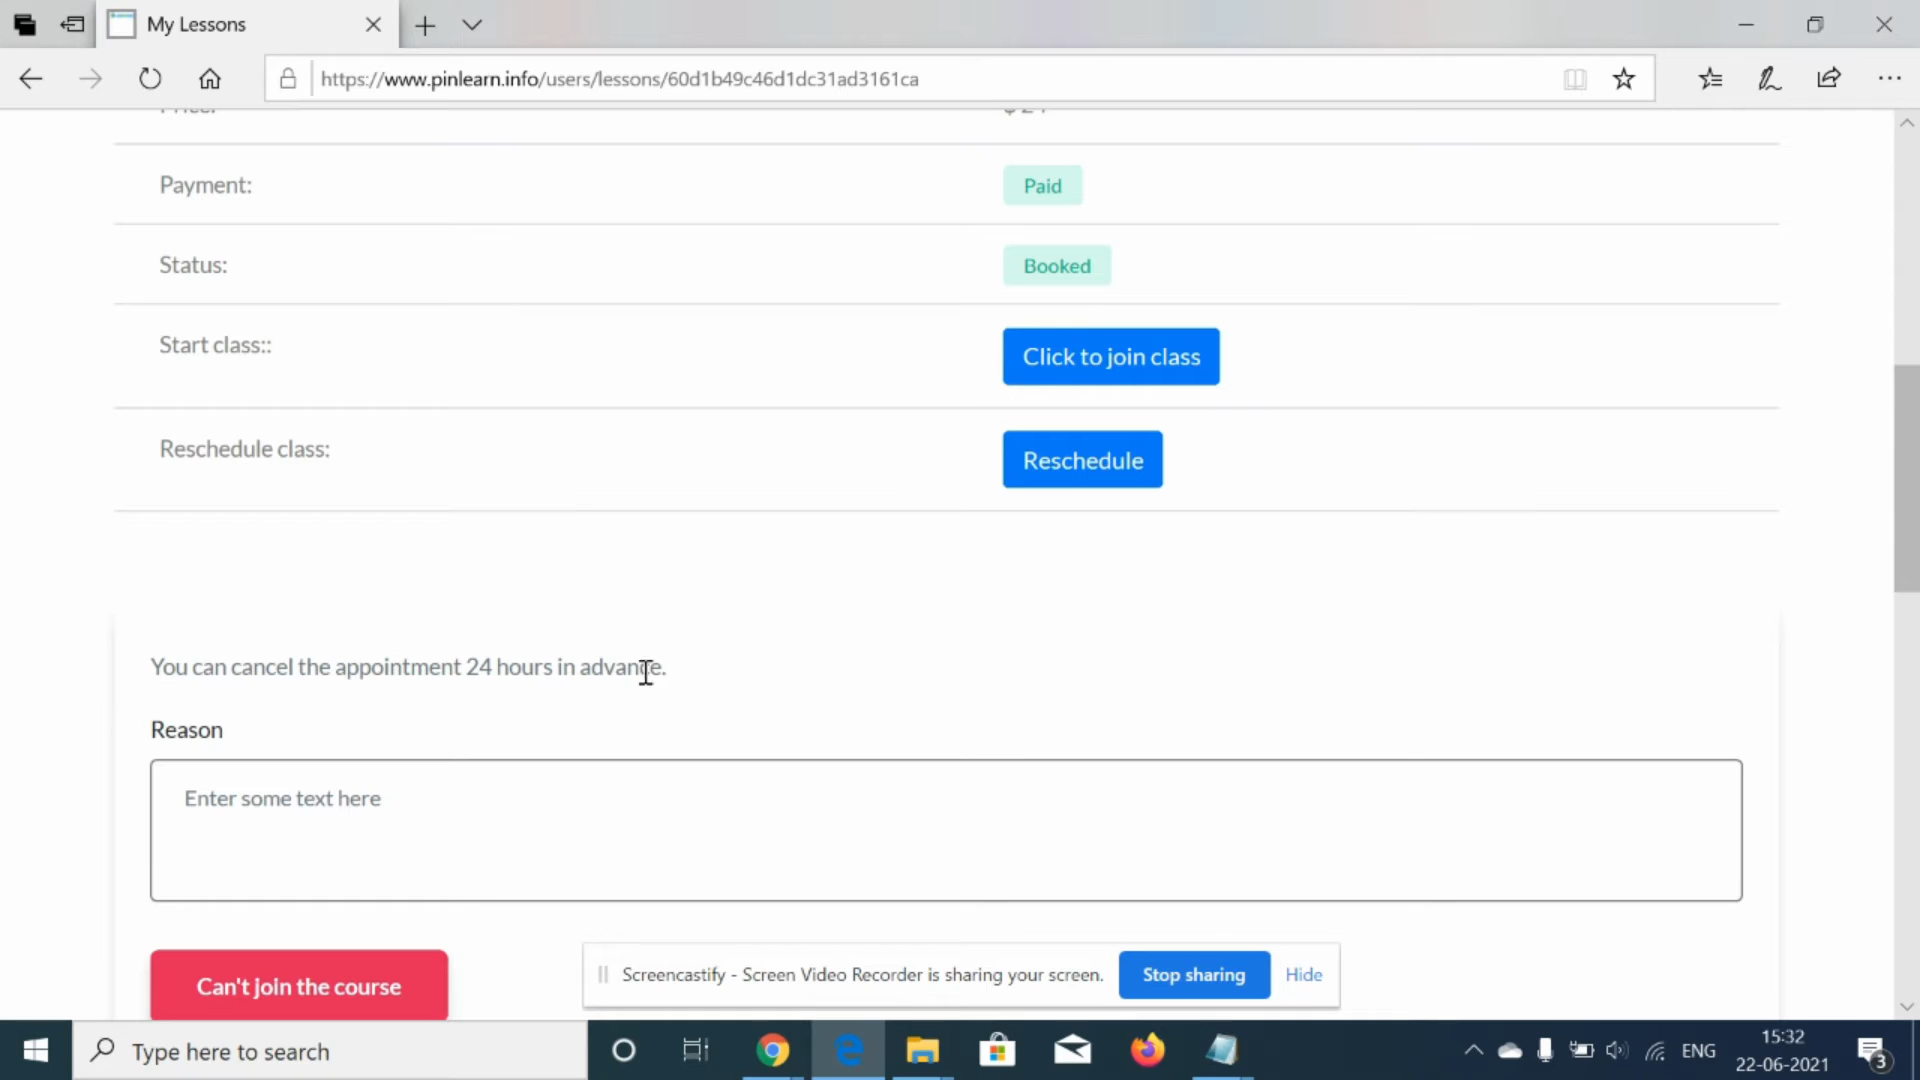 My Lessons
https://www.pinlearn.info/users/lessons/60d1b49c46d1dc31ad3161ca
Payment:
Paid
Status:
Booked
Start class::
Click to join class
Reschedule class:
Reschedule
You can cancel the appointment 24 hours in advance.
Reason
Enter some text here
Can't join the course
Screencastify - Screen Video Recorder is sharing your screen.
Stop sharing
Hide
Type here to search
ENG
15:32
22-06-2021
3